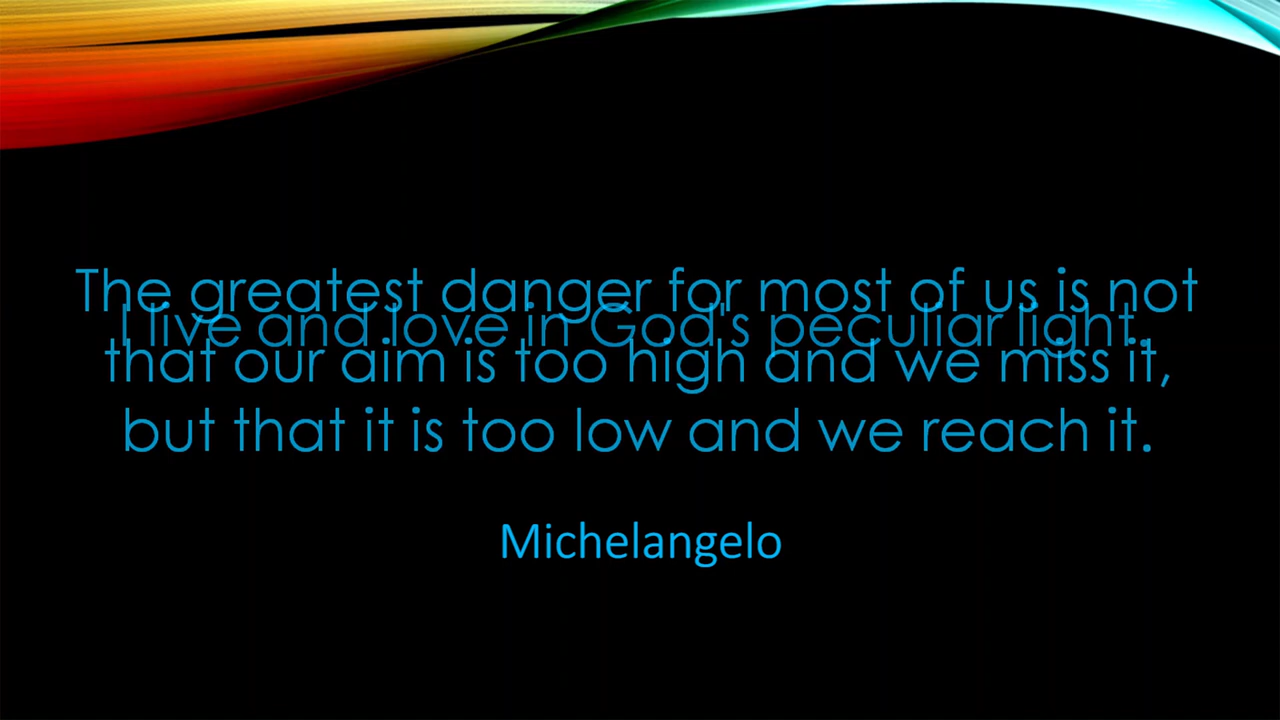 The greatest danger for most of us is not
I live and love in God's peculiar light.
that our aim is too high and we miss it,
but that it is too low and we reach it.
Michelangelo